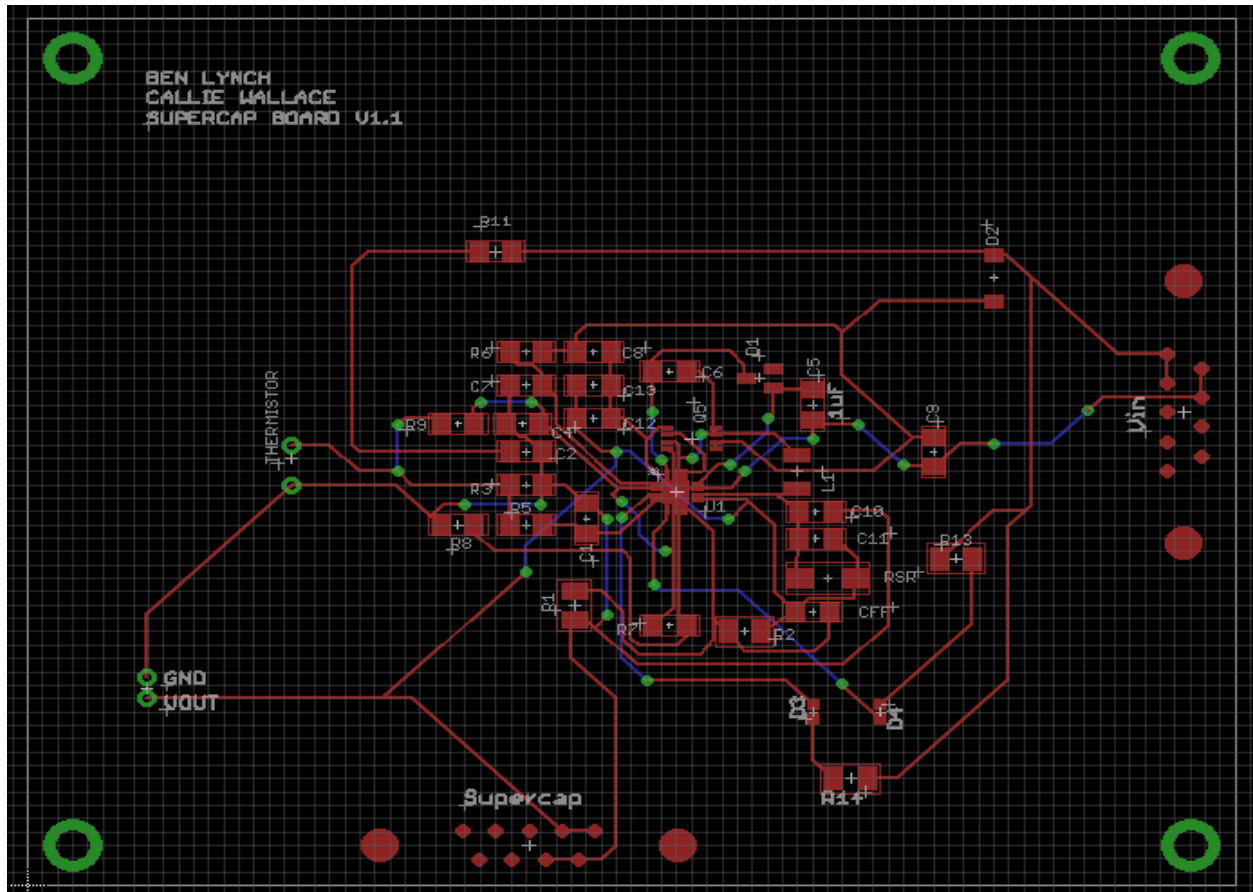 BEN LYNCH
CALLIE WALLACE
SUPERCAP BOARD V1.1
R11
D2
R6
C8
D1
C6
C5
1uF
C7
C13
Q5
THERMISTOR
R9
C4
C12
C9
Vin
C2
L1
R3
U1
C10
R8
R5
C1
C11
R13
RSR
R1
CFF
R7
R2
GND
VOUT
D3
D4
Supercap
R14